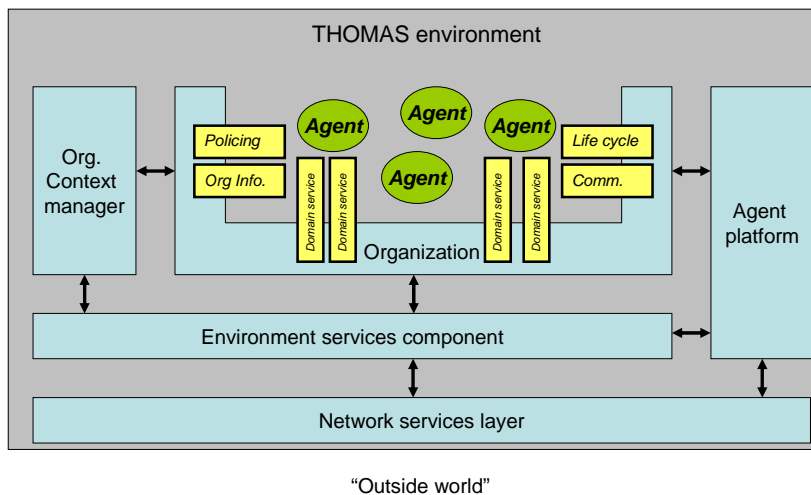 THOMAS environment
Org.
Context
manager
Policing
Org Info.
Agent
Agent
Agent
Agent
Life cycle
Comm.
Domain service
Domain service
Domain service
Domain service
Organization
Agent
platform
Environment services component
Network services layer
“Outside world”